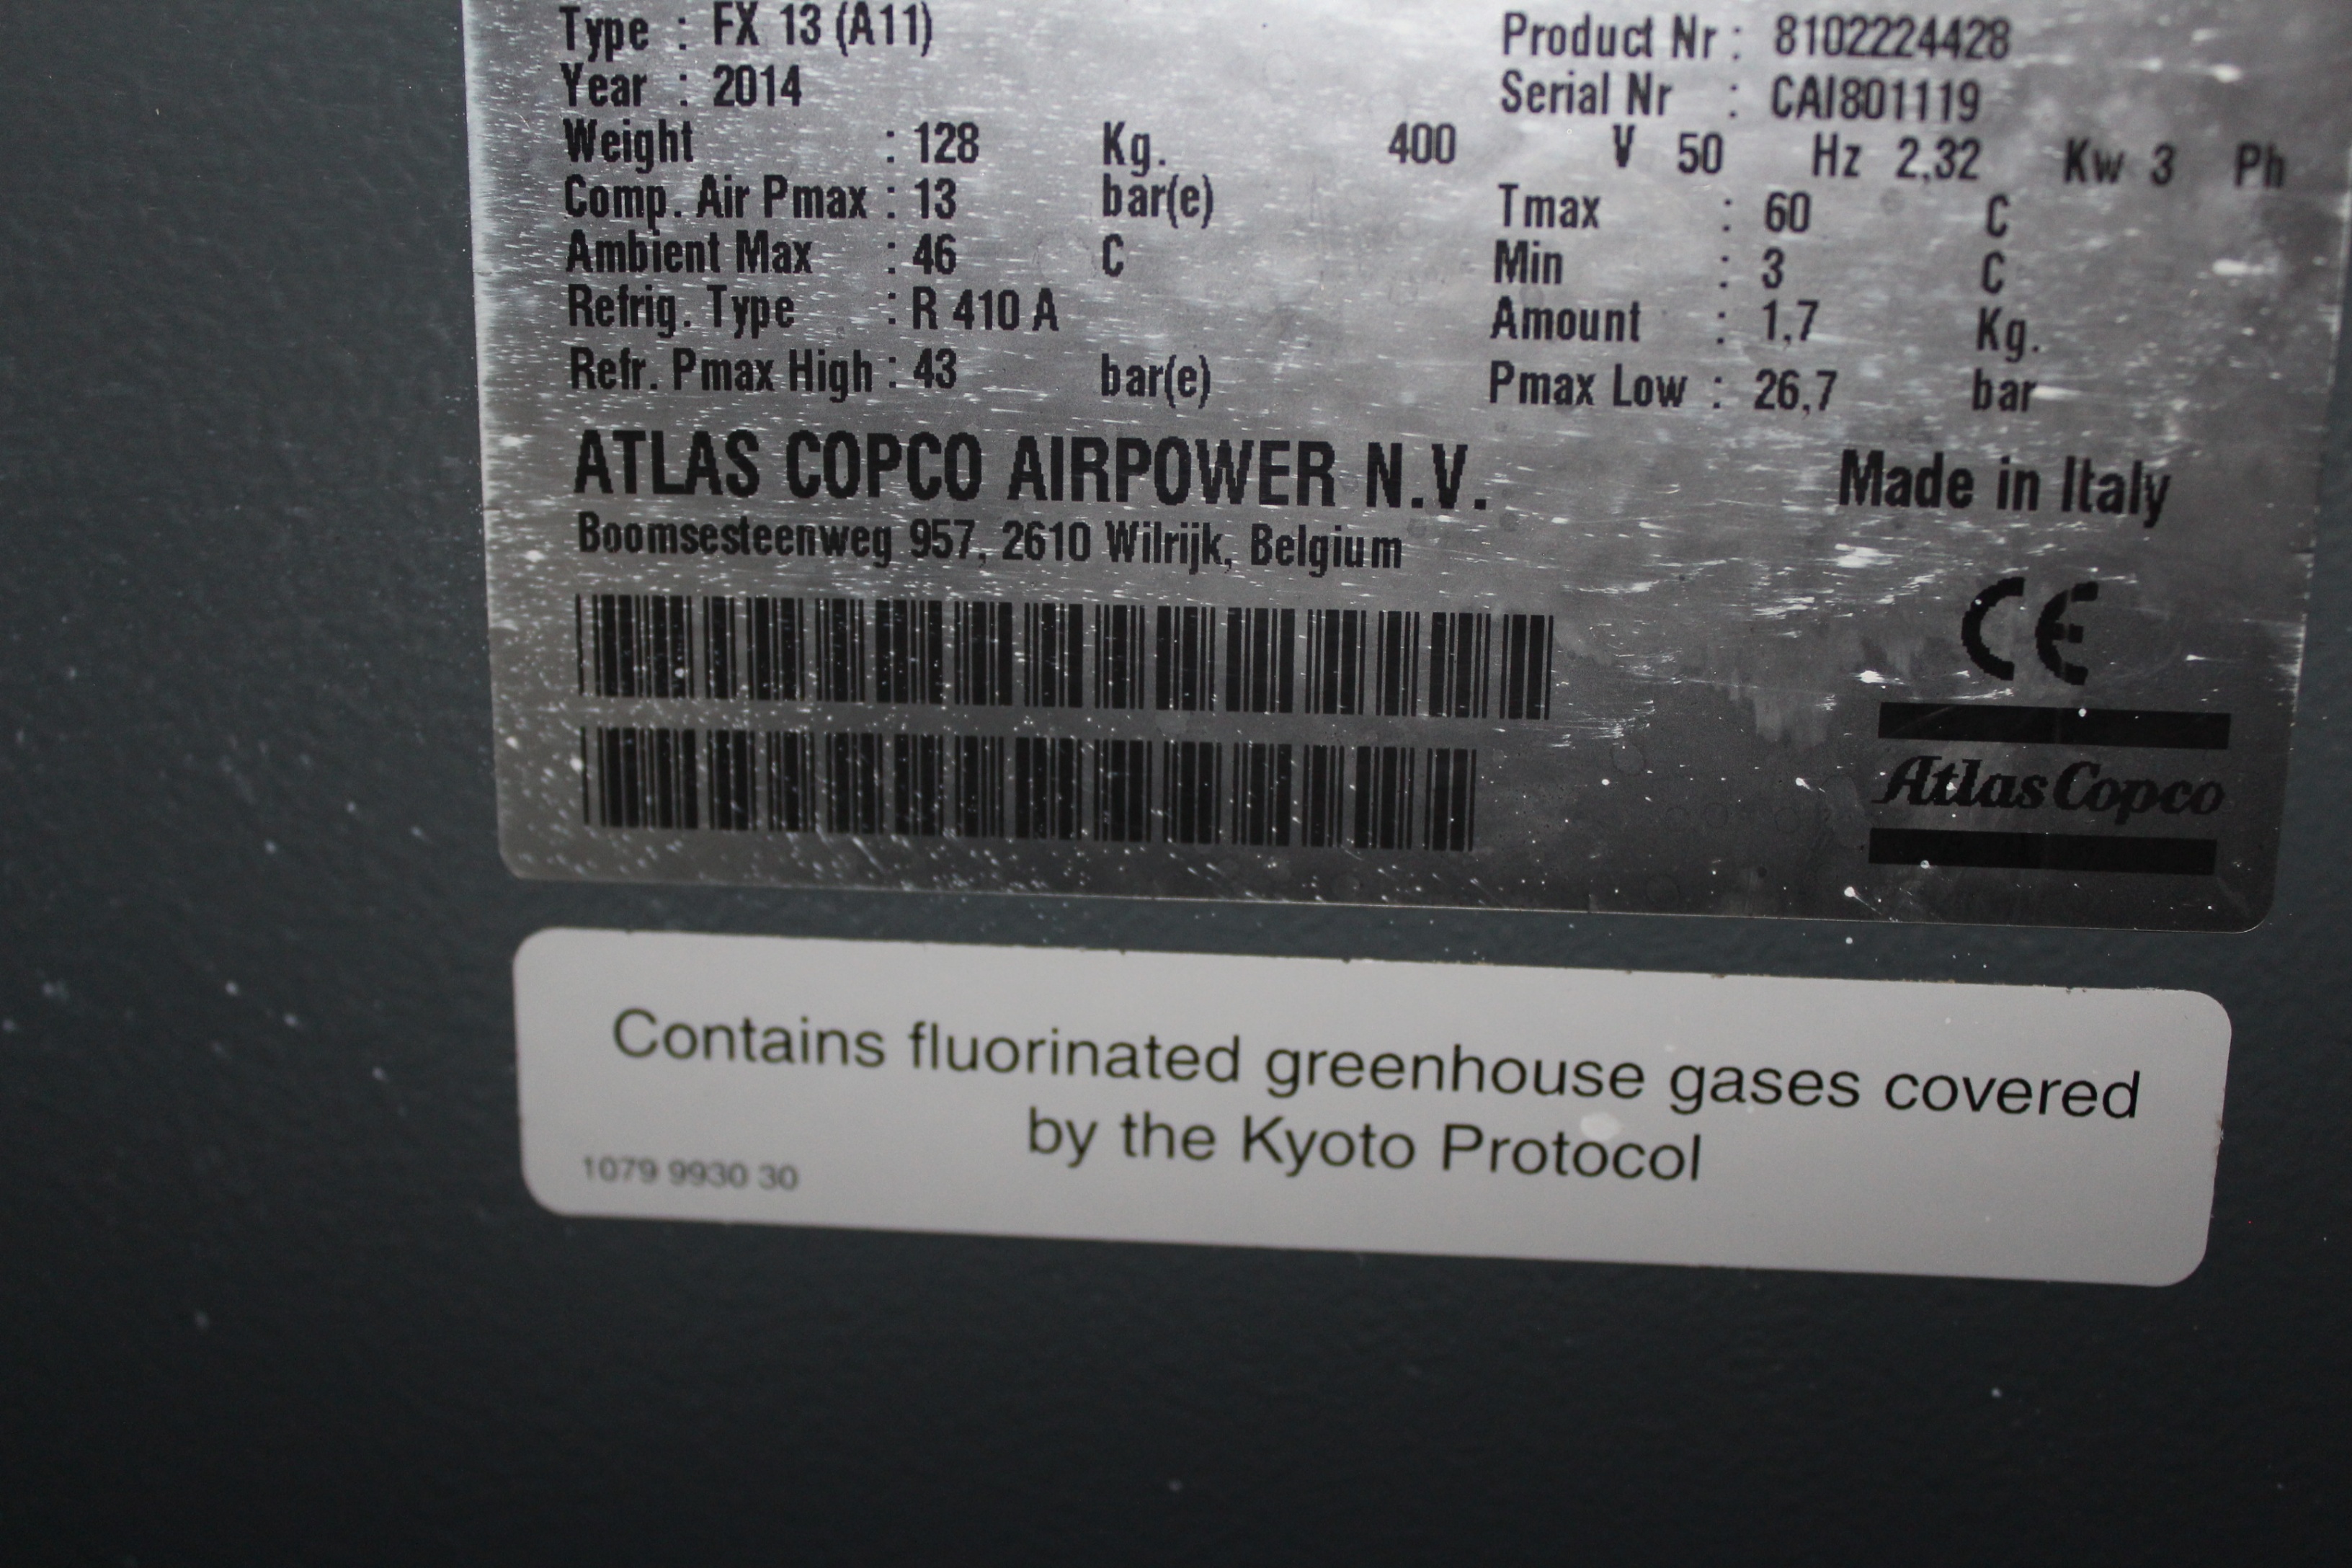 Type : FX 13 (A11) Product Nr : 8102224428
Year : 2014 Serial Nr : CAI801119
Weight : 128 Kg. 400 V 50 Hz 2,32 Kw 3 Ph
Comp. Air Pmax : 13 bar(e) Tmax : 60 C
Ambient Max : 46 C Min : 3 C
Refrig. Type : R 410 A Amount : 1,7 Kg.
Refr. Pmax High : 43 bar(e) Pmax Low : 26,7 bar
ATLAS COPCO AIRPOWER N.V. Made in Italy
Boomsesteenweg 957, 2610 Wilrijk, Belgium
CE
Atlas Copco
Contains fluorinated greenhouse gases covered
by the Kyoto Protocol
1079 9930 30